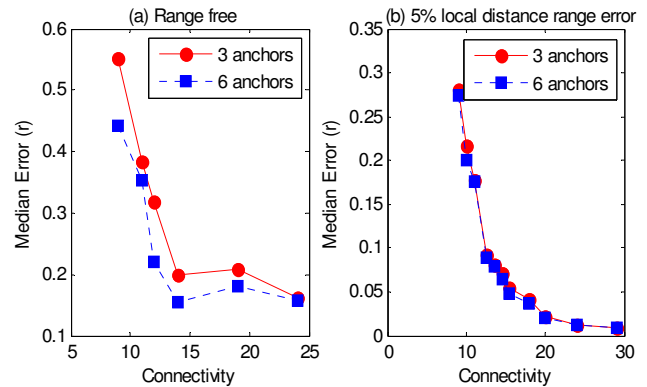 (a) Range free
0.6
0.5
0.4
0.3
0.2
0.1
5
10
15
20
25
Median Error (r)
Connectivity
3 anchors
6 anchors
(b) 5% local distance range error
0.35
0.3
0.25
0.2
0.15
0.1
0.05
0
0
10
20
30
Median Error (r)
Connectivity
3 anchors
6 anchors